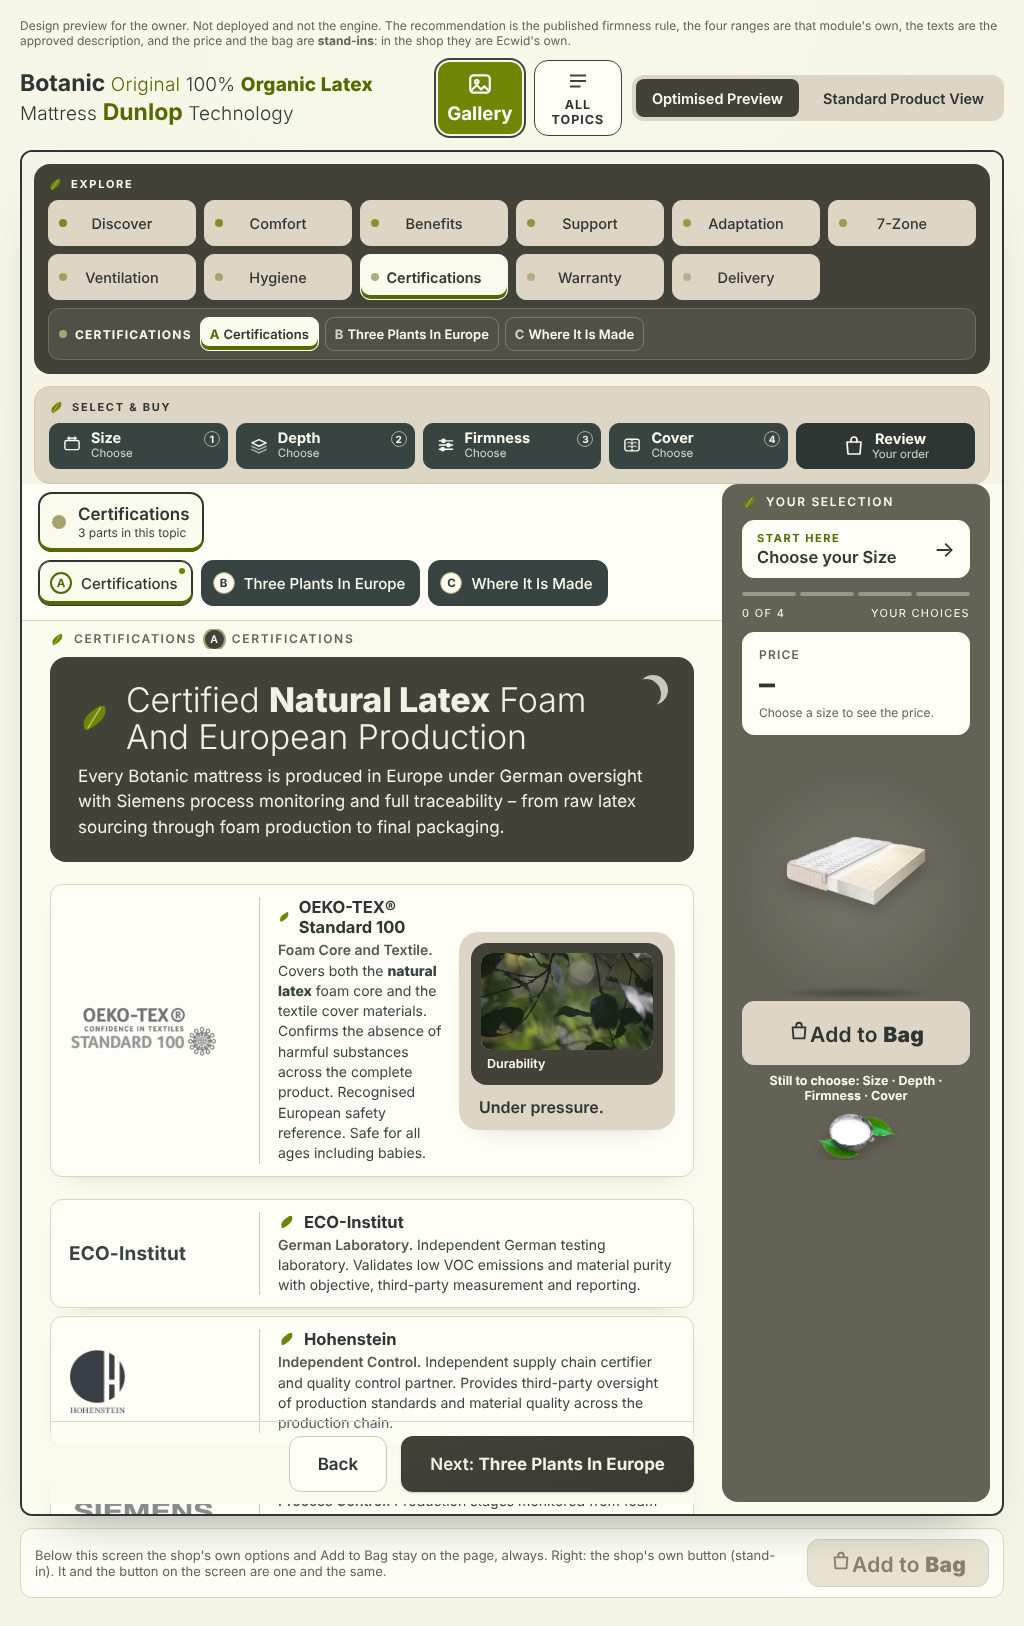 Design preview for the owner. Not deployed and not the engine. The recommendation is the published firmness rule, the four ranges are that module's own, the texts are the
approved description, and the price and the bag are stand-ins: in the shop they are Ecwid's own.
Botanic Original 100% Organic Latex
Mattress Dunlop Technology
Gallery
ALL
TOPICS
Optimised Preview
Standard Product View
EXPLORE
Discover
Comfort
Benefits
Support
Adaptation
7-Zone
Ventilation
Hygiene
Certifications
Warranty
Delivery
CERTIFICATIONS
A Certifications
B Three Plants In Europe
C Where It Is Made
SELECT & BUY
Size
Choose
1
Depth
Choose
2
Firmness
Choose
3
Cover
Choose
4
Review
Your order
Certifications
3 parts in this topic
A Certifications
B Three Plants In Europe
C Where It Is Made
CERTIFICATIONS A CERTIFICATIONS
Certified Natural Latex Foam
And European Production
Every Botanic mattress is produced in Europe under German oversight
with Siemens process monitoring and full traceability – from raw latex
sourcing through foam production to final packaging.
OEKO-TEX®
CONFIDENCE IN TEXTILES
STANDARD 100
OEKO-TEX®
Standard 100
Foam Core and Textile.
Covers both the natural
latex foam core and the
textile cover materials.
Confirms the absence of
harmful substances
across the complete
product. Recognised
European safety
reference. Safe for all
ages including babies.
Durability
Under pressure.
ECO-Institut
ECO-Institut
German Laboratory. Independent German testing
laboratory. Validates low VOC emissions and material purity
with objective, third-party measurement and reporting.
HOHENSTEIN
Hohenstein
Independent Control. Independent supply chain certifier
and quality control partner. Provides third-party oversight
of production standards and material quality across the
production chain.
Back
Next: Three Plants In Europe
SIEMENS
Process Control. Production stages monitored from foam
YOUR SELECTION
START HERE
Choose your Size
0 OF 4
YOUR CHOICES
PRICE
–
Choose a size to see the price.
Add to Bag
Still to choose: Size · Depth ·
Firmness · Cover
Below this screen the shop's own options and Add to Bag stay on the page, always. Right: the shop's own button (stand-
in). It and the button on the screen are one and the same.
Add to Bag